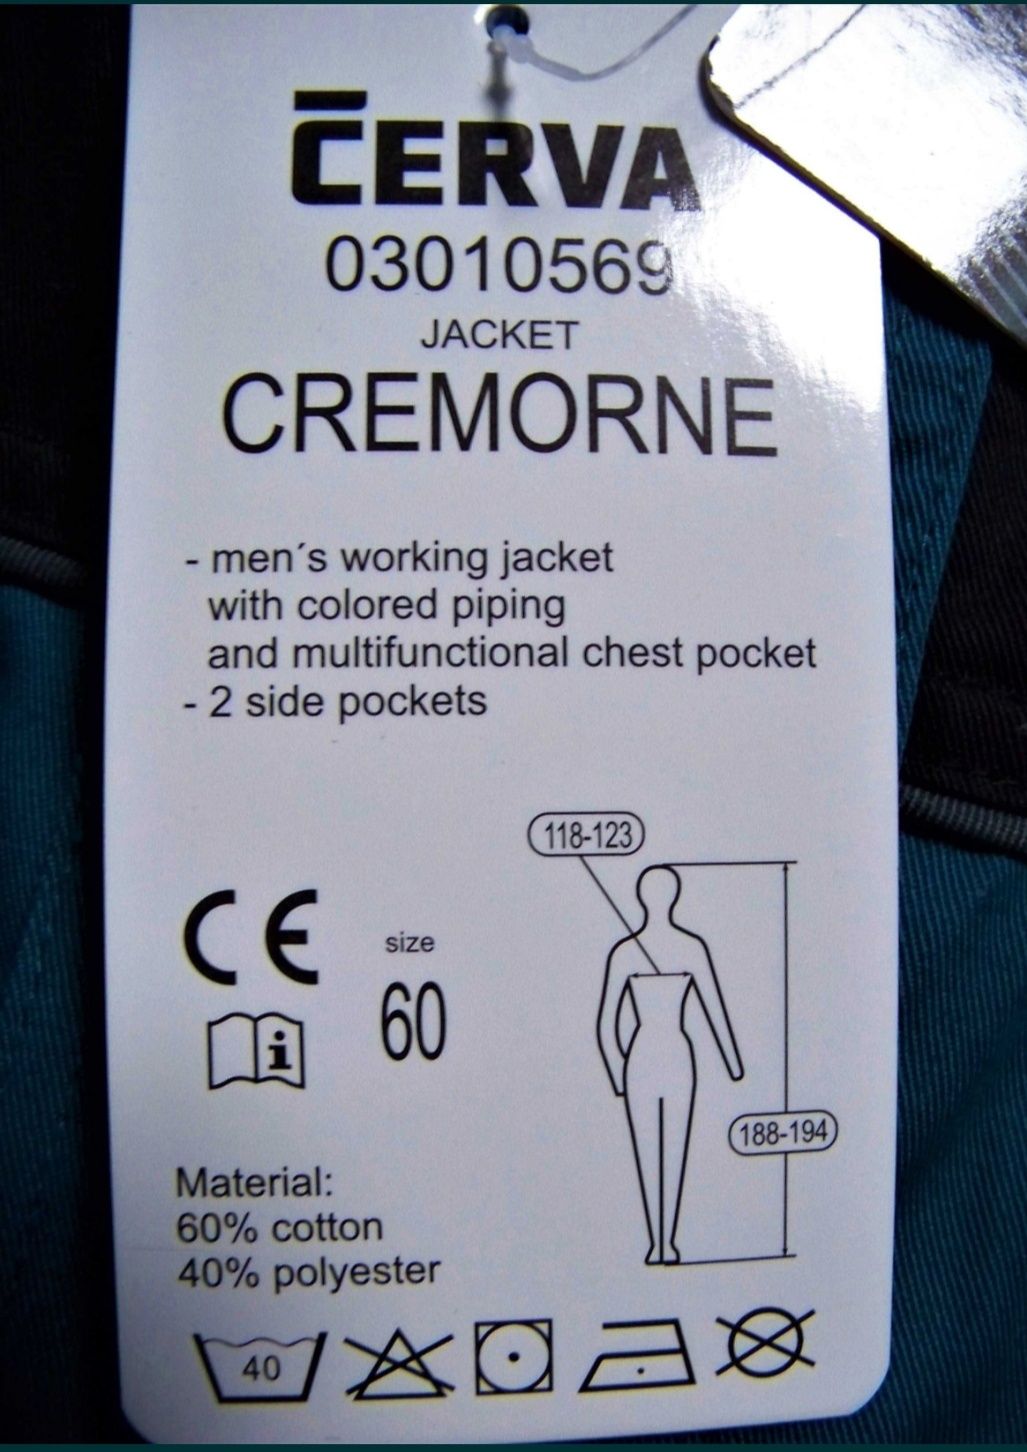 ČERVA
03010569
JACKET
CREMORNE
- men´s working jacket
with colored piping
and multifunctional chest pocket
- 2 side pockets
118-123
CE
size
60
i
188-194
Material:
60% cotton
40% polyester
40